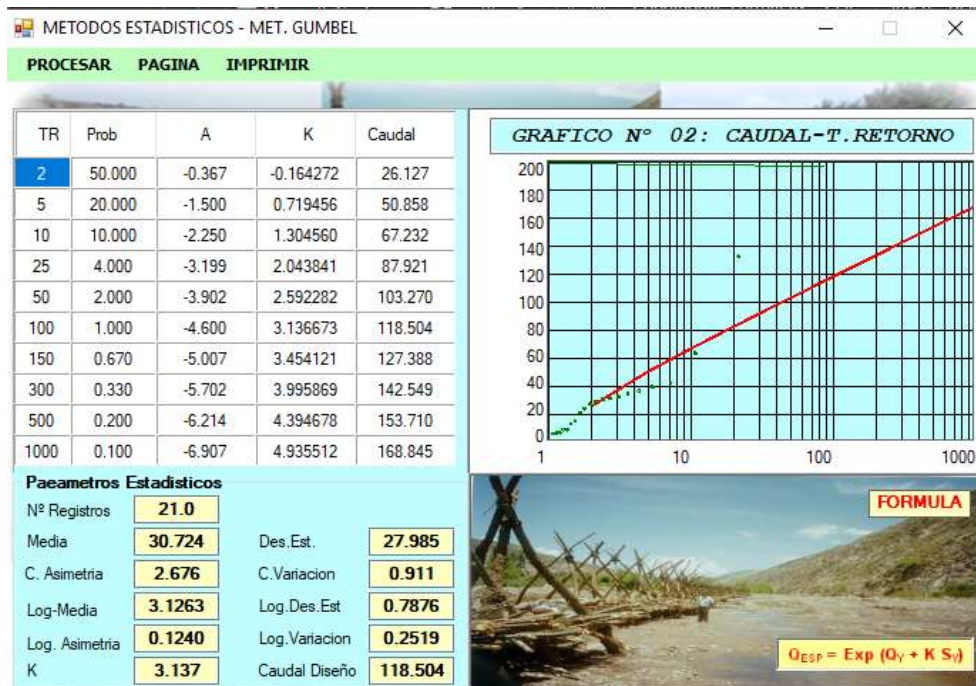 METODOS ESTADISTICOS - MET. GUMBEL
PROCESAR PAGINA IMPRIMIR
TR Prob A K Caudal
2 50.000 -0.367 -0.164272 26.127
5 20.000 -1.500 0.719456 50.858
10 10.000 -2.250 1.304560 67.232
25 4.000 -3.199 2.043841 87.921
50 2.000 -3.902 2.592282 103.270
100 1.000 -4.600 3.136673 118.504
150 0.670 -5.007 3.454121 127.388
300 0.330 -5.702 3.995869 142.549
500 0.200 -6.214 4.394678 153.710
1000 0.100 -6.907 4.935512 168.845
GRAFICO Nº 02: CAUDAL-T.RETORNO
200
180
160
140
120
100
80
60
40
20
0
1 10 100 1000
Paeametros Estadisticos
Nº Registros 21.0
Media 30.724 Des.Est. 27.985
C. Asimetria 2.676 C.Variacion 0.911
Log-Media 3.1263 Log.Des.Est 0.7876
Log. Asimetria 0.1240 Log.Variacion 0.2519
K 3.137 Caudal Diseño 118.504
FORMULA
QESP = Exp (QY + K SY)